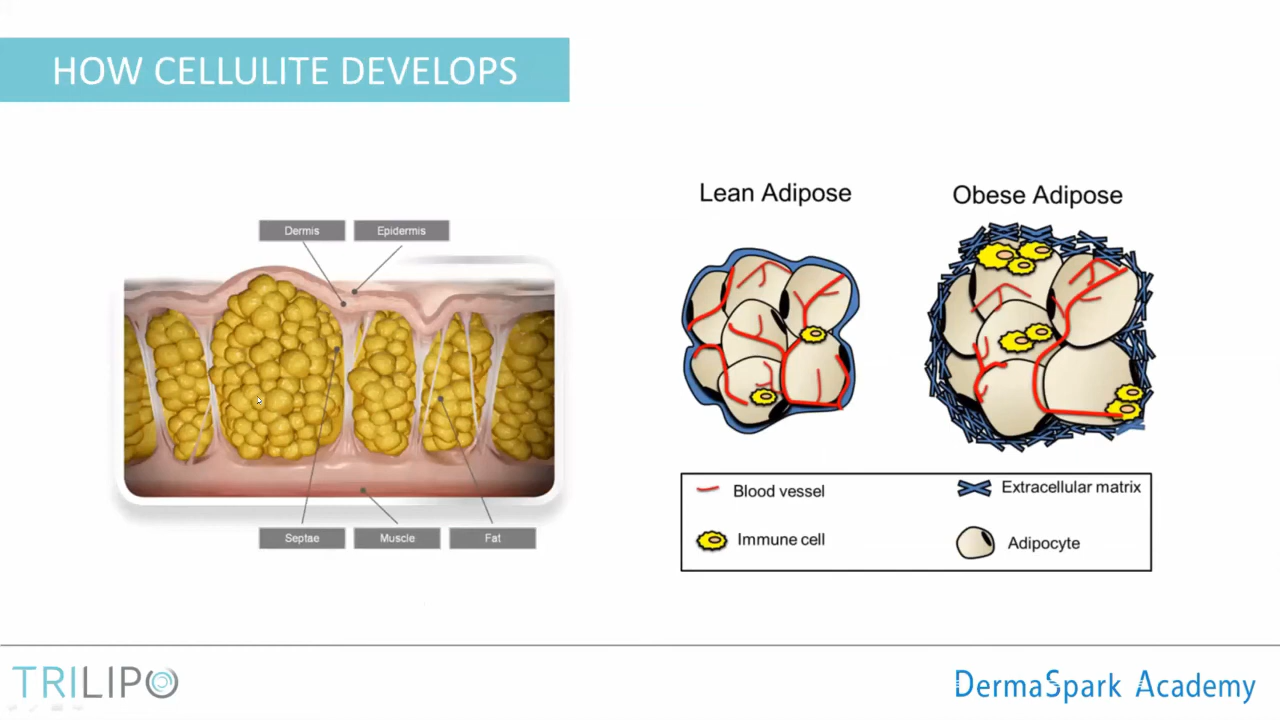 HOW CELLULITE DEVELOPS
Dermis
Epidermis
Septae
Muscle
Fat
Lean Adipose
Obese Adipose
Blood vessel
Extracellular matrix
Immune cell
Adipocyte
TRILIPO
DermaSpark Academy